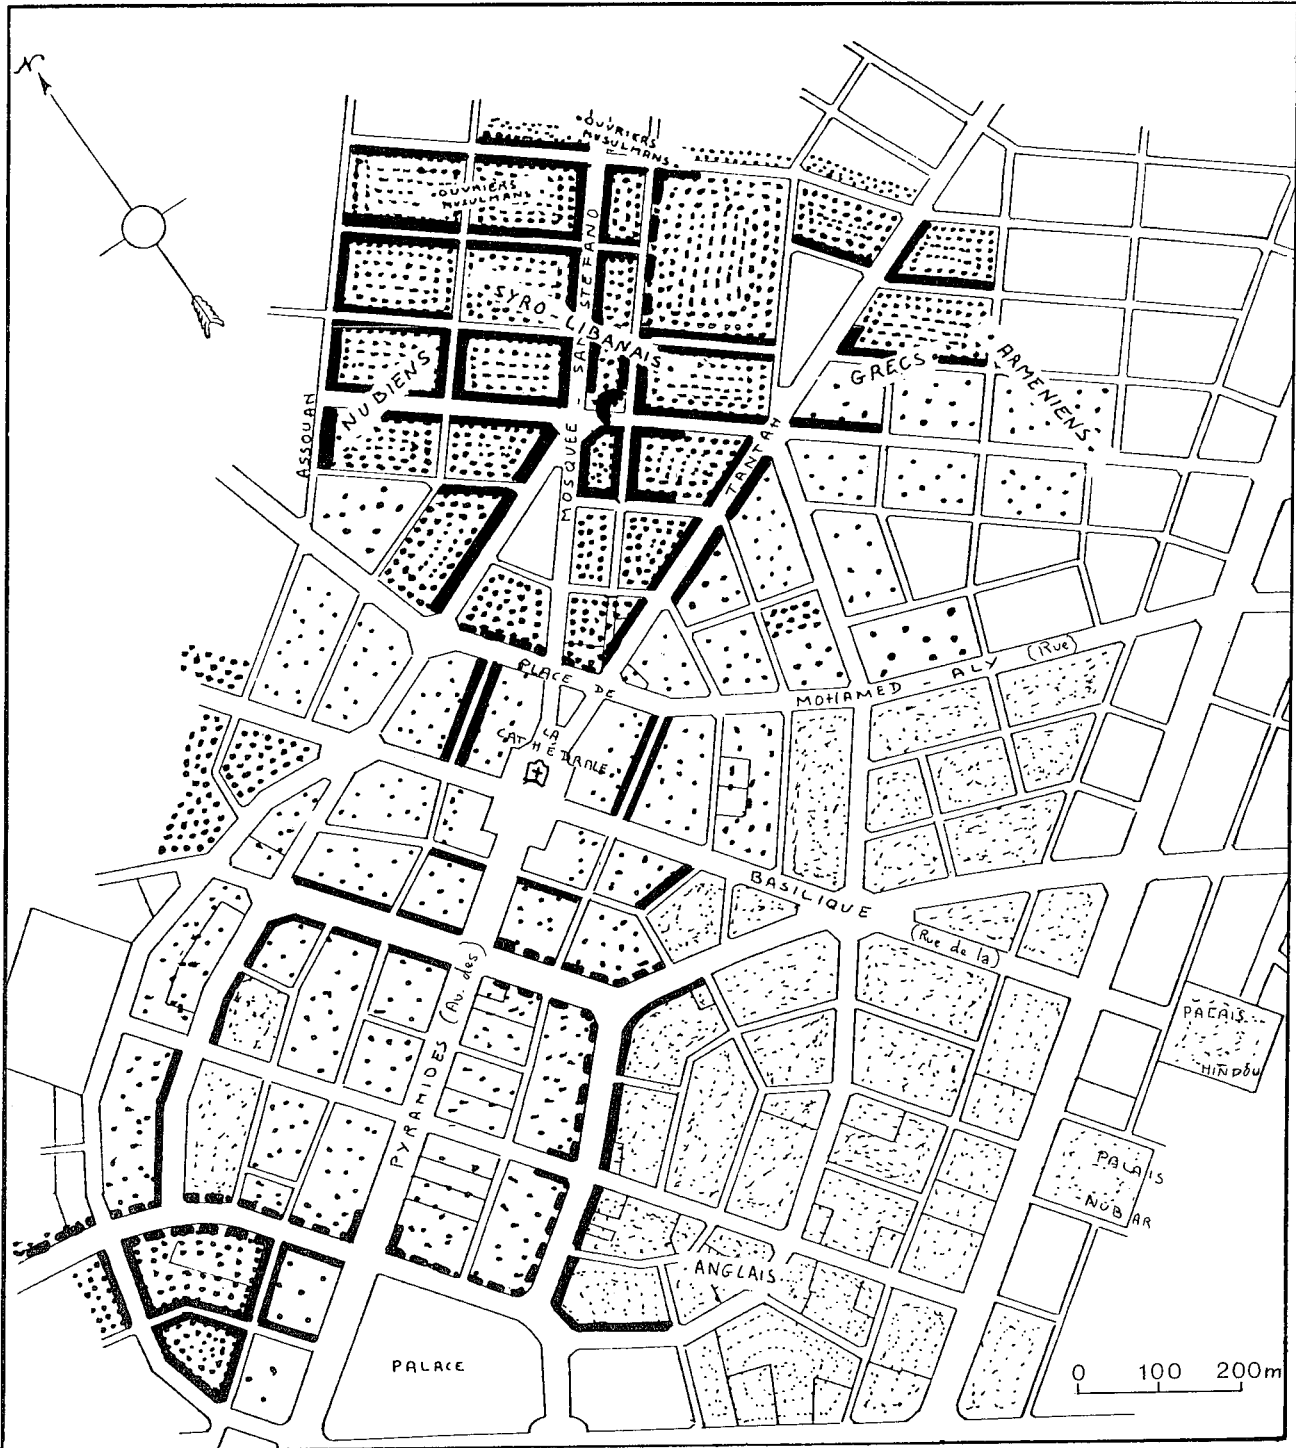 N
OUVRIERS
MUSULMANS
OUVRIERS
MUSULMANS
SYRO-LIBANAIS
NUBIENS
ASSOUAN
MOSQUEE - SAN STEFANO
TANTAH
GRECS
ARMENIENS
PLACE DE
LA
CATHÉDRALE
MOHAMED - ALY (Rue)
BASILIQUE
(Rue de la)
PYRAMIDES (Av. des)
PALAIS
HINDOU
PALAIS
NUBAR
ANGLAIS
PALACE
0 100 200m